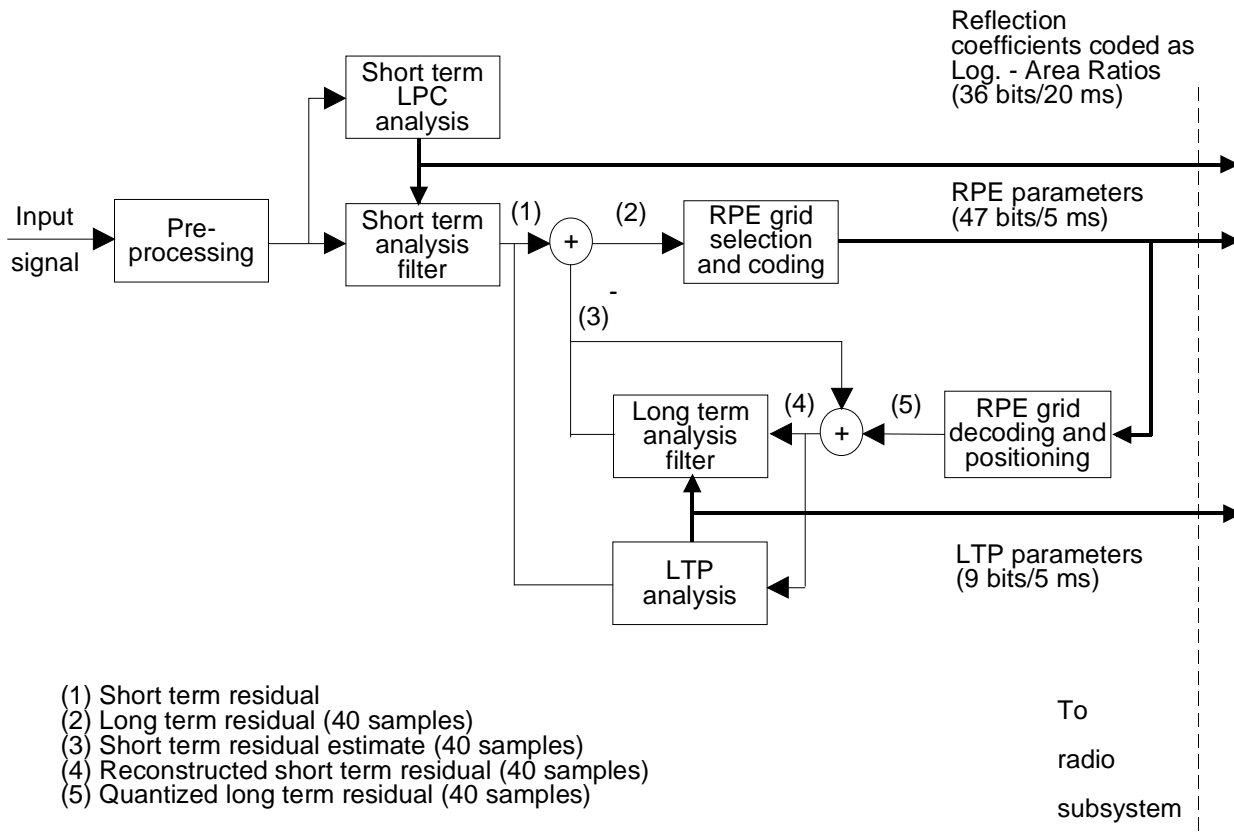 Reflection
coefficients coded as
Log. - Area Ratios
(36 bits/20 ms)
Short term
LPC
analysis
Input
signal
Pre-
processing
Short term
analysis
filter
(1)
+
(2)
RPE grid
selection
and coding
RPE parameters
(47 bits/5 ms)
-
(3)
Long term
analysis
filter
(4)
+
(5)
RPE grid
decoding and
positioning
LTP
analysis
LTP parameters
(9 bits/5 ms)
(1) Short term residual
(2) Long term residual (40 samples)
(3) Short term residual estimate (40 samples)
(4) Reconstructed short term residual (40 samples)
(5) Quantized long term residual (40 samples)
To
radio
subsystem